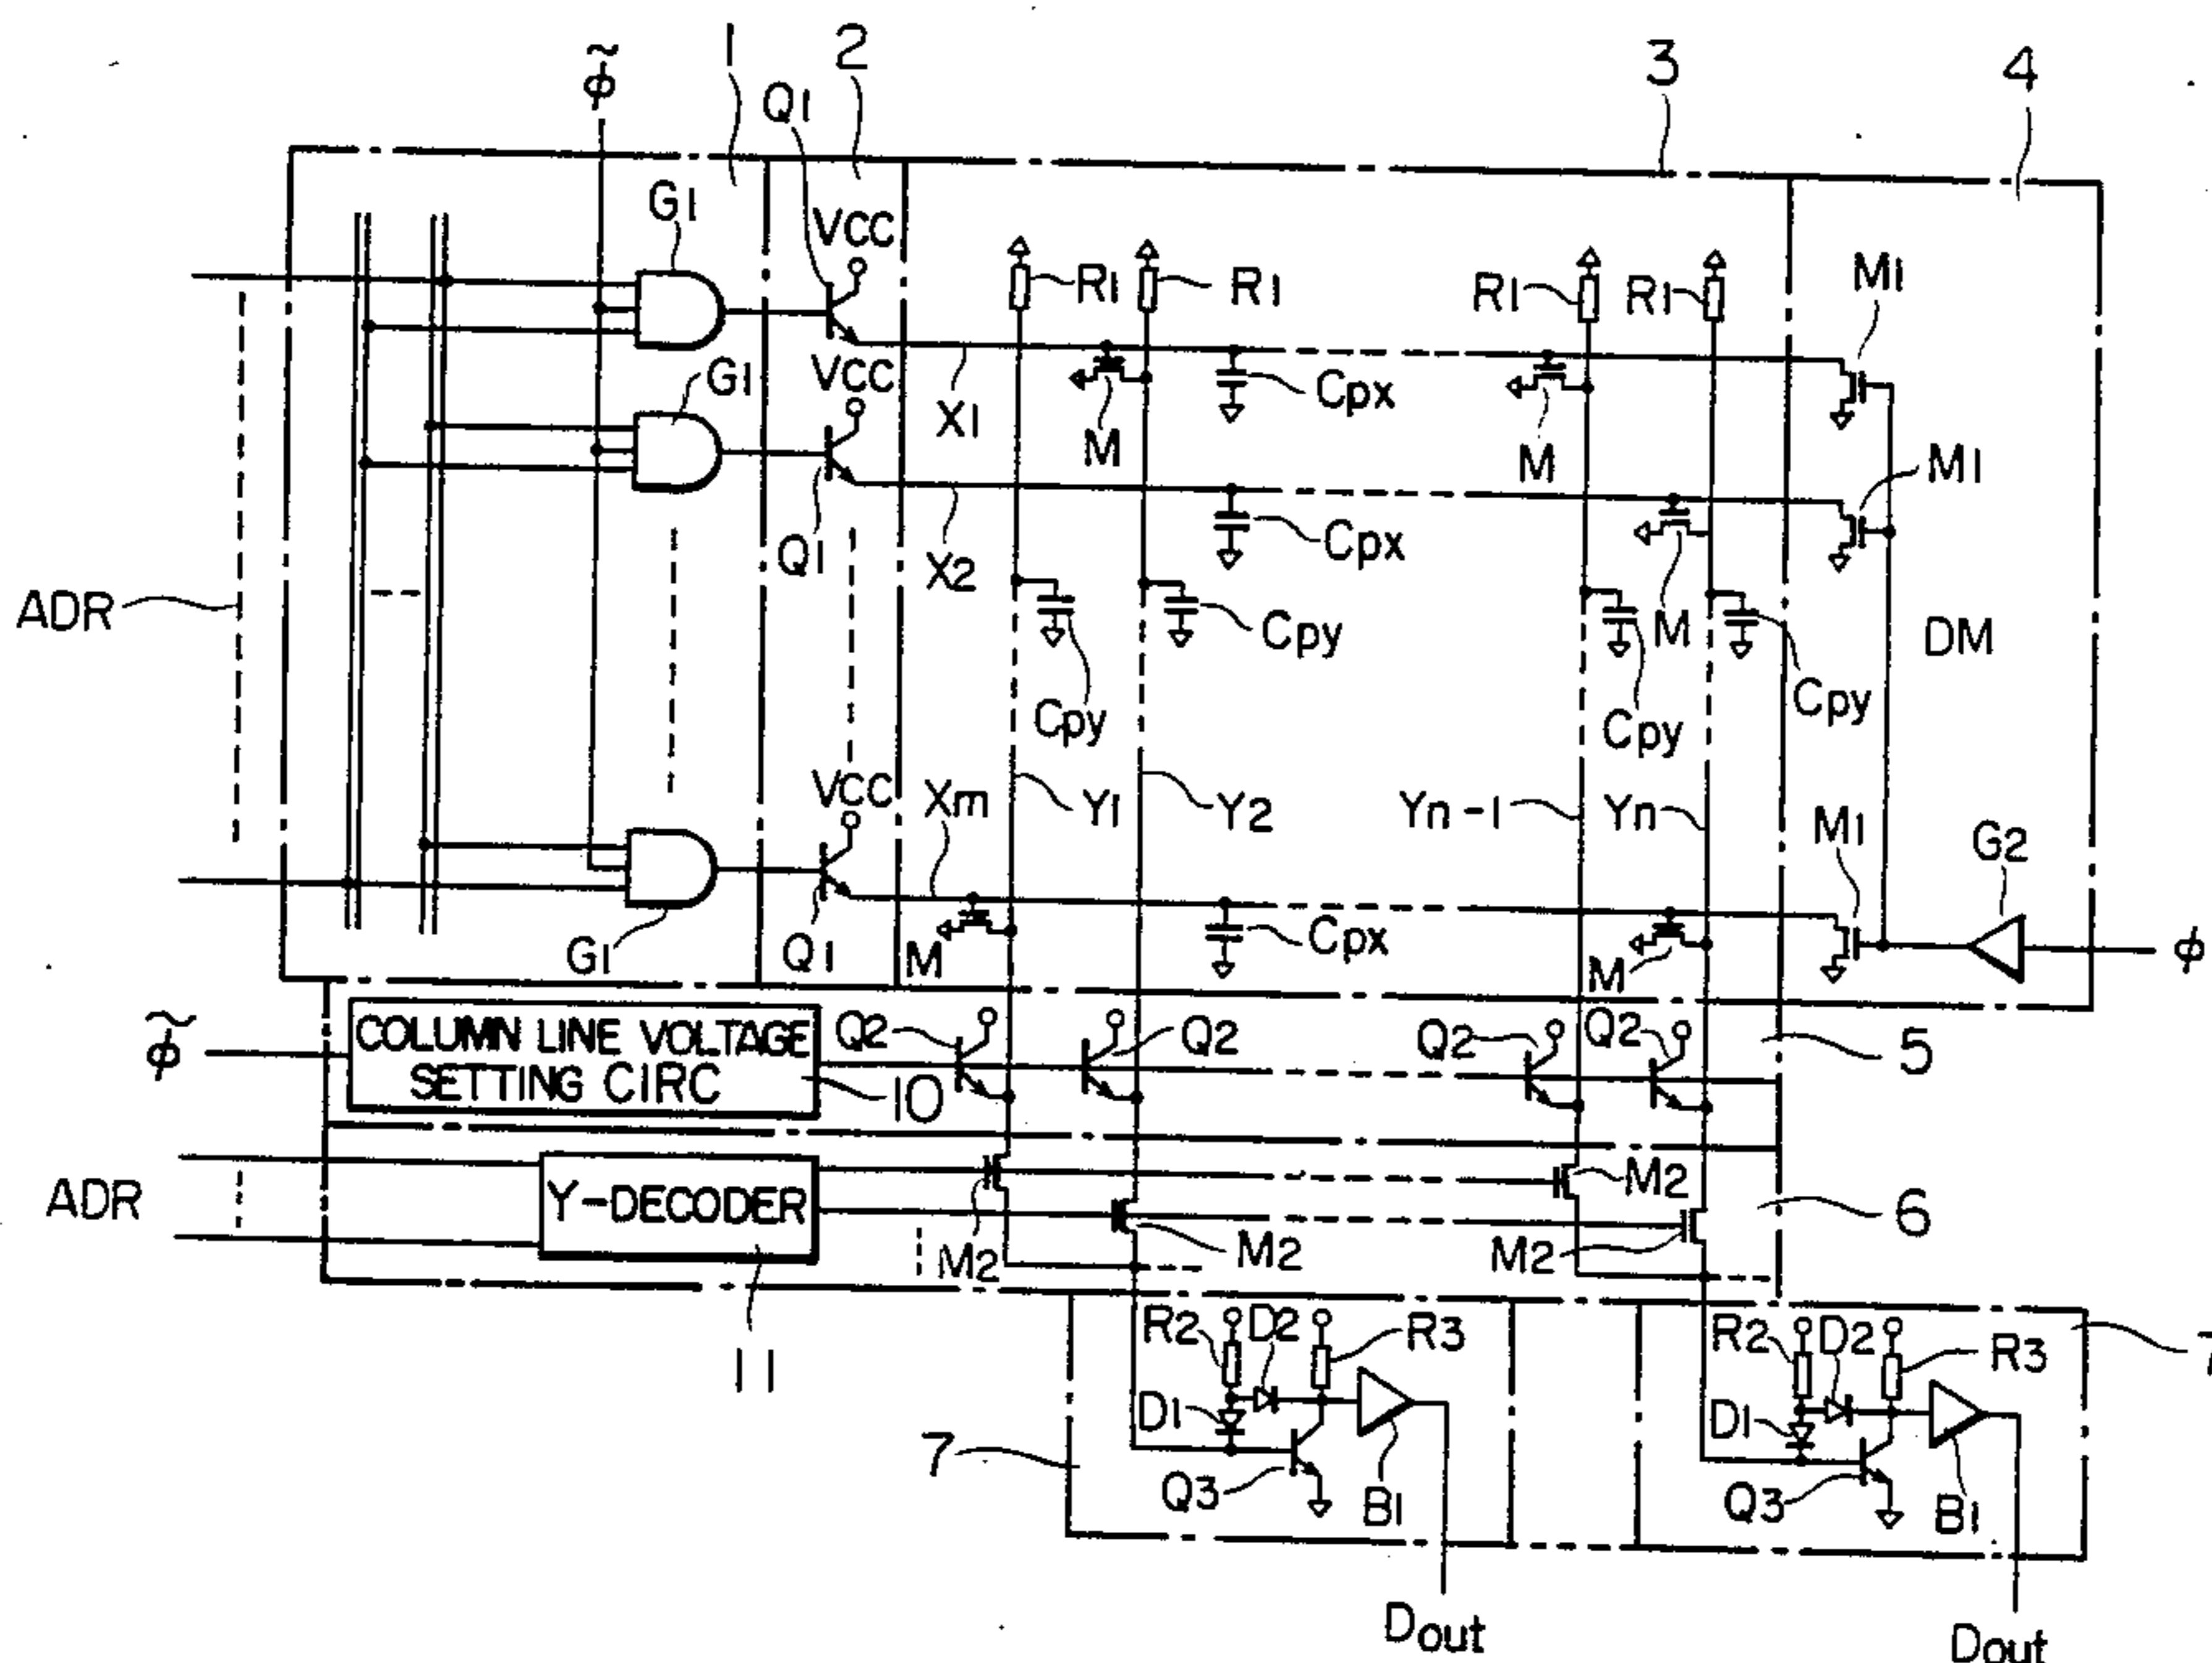 1 2 3 4
φ̃ Q1
G1 VCC
R1 R1 R1 R1 M1
G1 VCC
X1 M Cpx M
M1
Q1 X2 Cpx M
ADR DM
Cpy Cpy Cpy Cpy
VCC
Xm Y1 Y2 Yn-1 Yn M1 G2
G1 Q1 M Cpx M φ
φ̃ COLUMN LINE VOLTAGE Q2 Q2 Q2 Q2
SETTING CIRC 10 5
ADR Y-DECODER M2 6
M2 M2 M2
11
R2 D2 R3 R2 D2 R3 7
D1 D1
7 Q3 B1 Q3 B1
Dout Dout